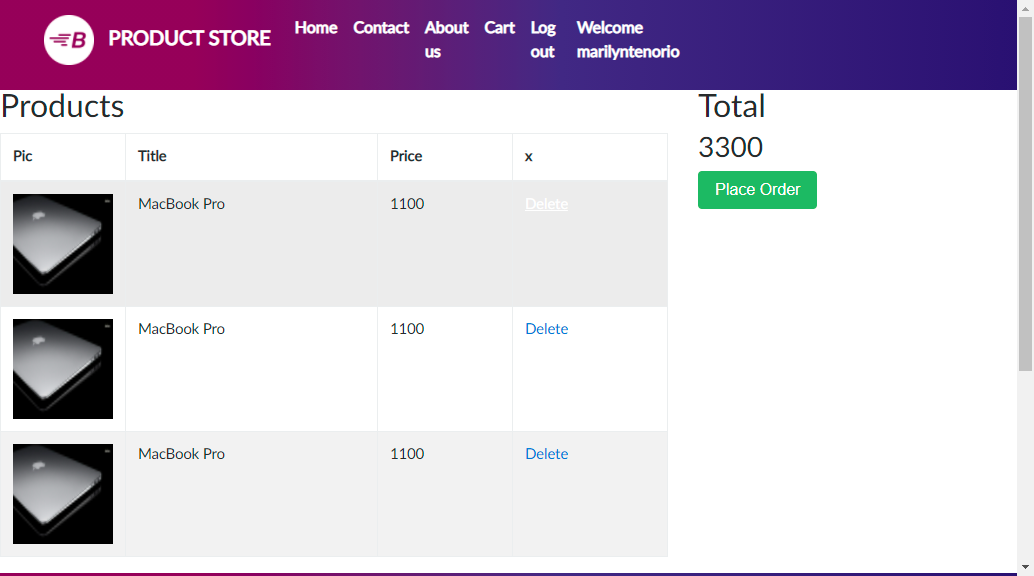 B PRODUCT STORE Home Contact About us Cart Log out Welcome marilyntenorio
Products
Pic Title Price x
MacBook Pro 1100 Delete
MacBook Pro 1100 Delete
MacBook Pro 1100 Delete
Total
3300
Place Order